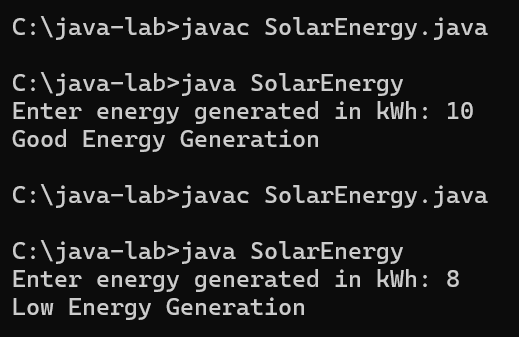 C:\java-lab>javac SolarEnergy.java
C:\java-lab>java SolarEnergy
Enter energy generated in kWh: 10
Good Energy Generation
C:\java-lab>javac SolarEnergy.java
C:\java-lab>java SolarEnergy
Enter energy generated in kWh: 8
Low Energy Generation